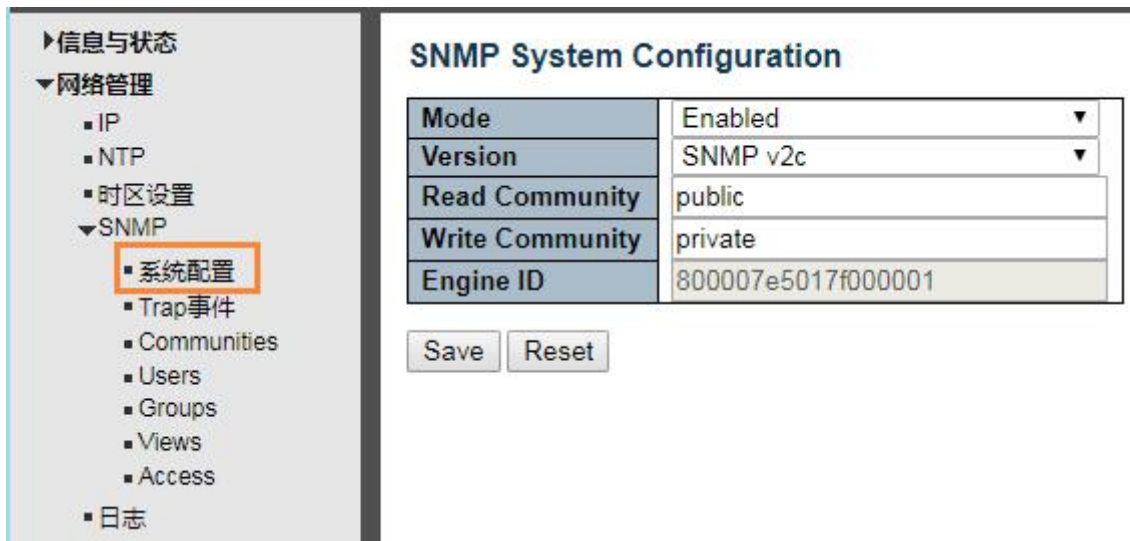 信息与状态
网络管理
IP
NTP
时区设置
SNMP
系统配置
Trap事件
Communities
Users
Groups
Views
Access
日志
SNMP System Configuration
Mode Enabled
Version SNMP v2c
Read Community public
Write Community private
Engine ID 800007e5017f000001
Save Reset